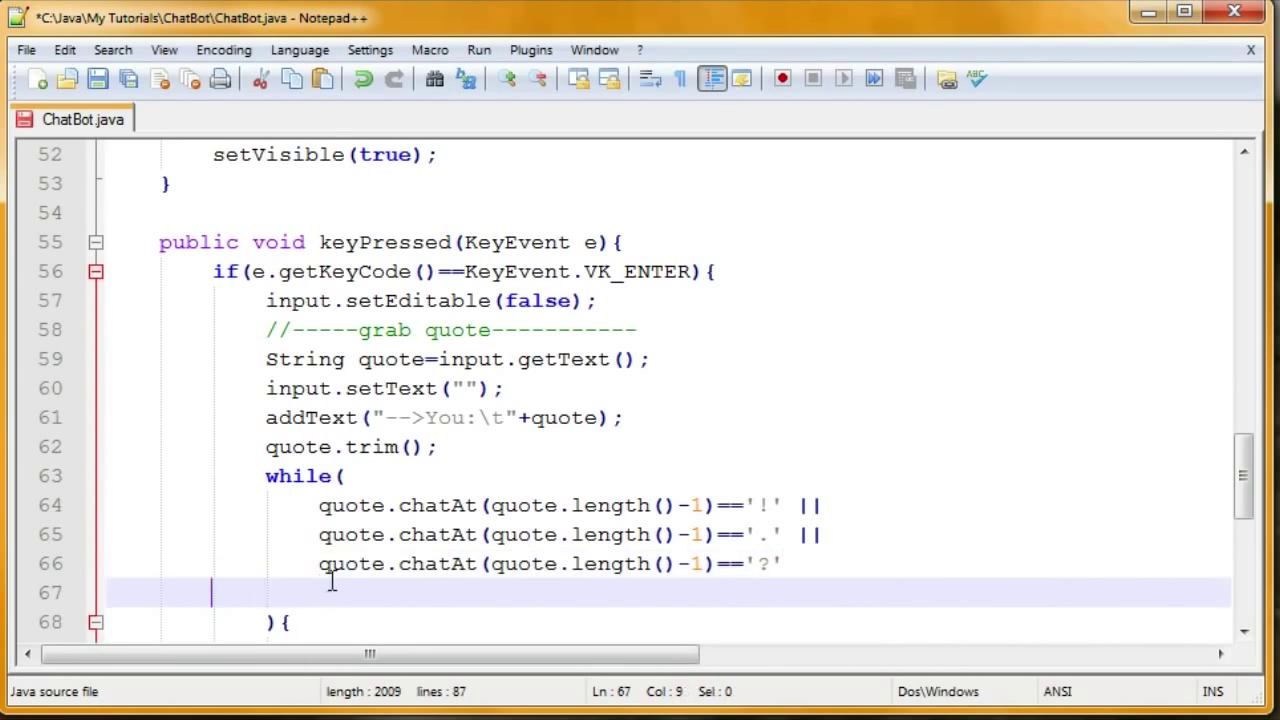 *C:\Java\My Tutorials\ChatBot\ChatBot.java - Notepad++
File Edit Search View Encoding Language Settings Macro Run Plugins Window ? X
ABC
ChatBot.java
52 setVisible(true);
53 }
54
55 public void keyPressed(KeyEvent e){
56 if(e.getKeyCode()==KeyEvent.VK_ENTER){
57 input.setEditable(false);
58 //-----grab quote-----------
59 String quote=input.getText();
60 input.setText("");
61 addText("-->You:\t"+quote);
62 quote.trim();
63 while(
64 quote.chatAt(quote.length()-1)=='!' ||
65 quote.chatAt(quote.length()-1)=='.' ||
66 quote.chatAt(quote.length()-1)=='?'
67
68 ){
Java source file length : 2009 lines : 87 Ln : 67 Col : 9 Sel : 0 Dos\Windows ANSI INS